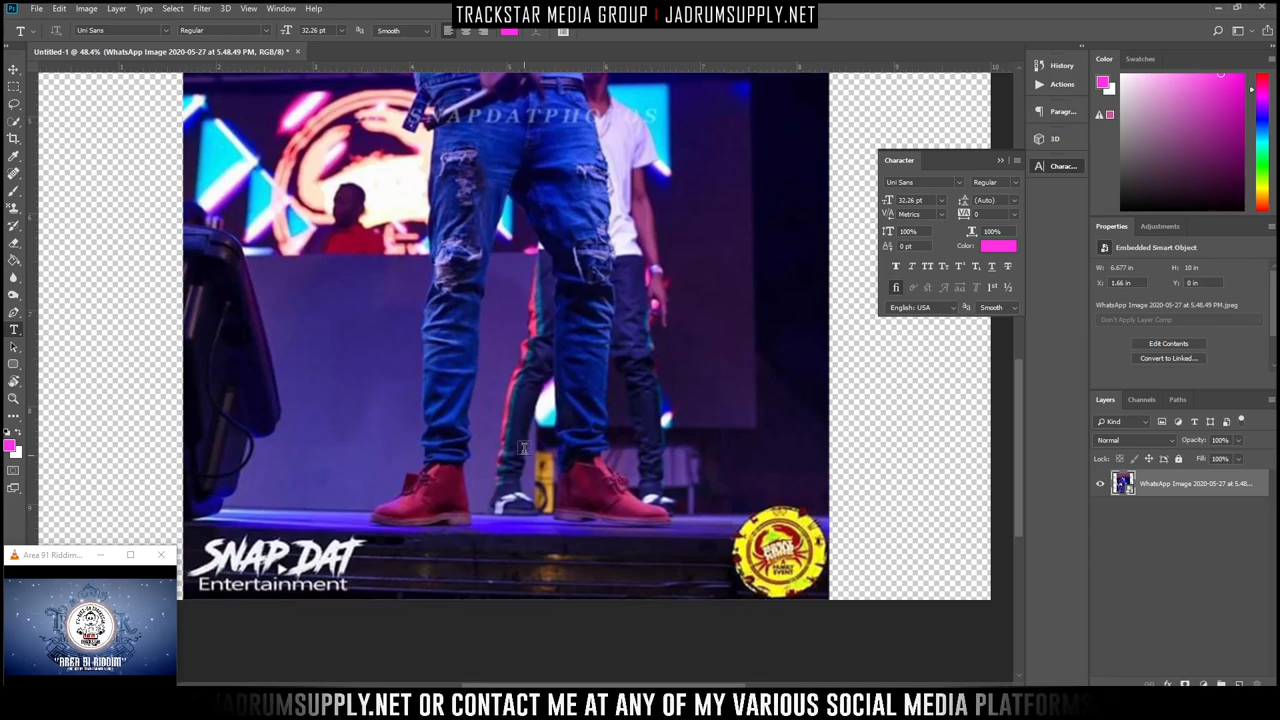 TRACKSTAR MEDIA GROUP | JADRUMSUPPLY.NET
File Edit Image Layer Type Select Filter 3D View Window Help
Uni Sans Regular 32.26 pt Smooth
Untitled-1 @ 48.4% (WhatsApp Image 2020-05-27 at 5.48.49 PM, RGB/8) *
SNAPDATPHOTOS
History
Actions
Paragr...
3D
Charac...
Color Swatches
Character
Uni Sans Regular
32.26 pt (Auto)
Metrics 0
100% 100%
0 pt Color:
English: USA Smooth
Properties Adjustments
Embedded Smart Object
W: 6.677 in H: 10 in
X: 1.66 in Y: 0 in
WhatsApp Image 2020-05-27 at 5.48.49 PM.jpeg
Don't Apply Layer Comp
Edit Contents
Convert to Linked...
Layers Channels Paths
Kind
Normal Opacity: 100%
Lock: Fill: 100%
WhatsApp Image 2020-05-27 at 5.48...
SNAP.DAT
Entertainment
FAMILY
EVENT
Area 91 Riddim...
"AREA 91 RIDDIM"
JADRUMSUPPLY.NET OR CONTACT ME AT ANY OF MY VARIOUS SOCIAL MEDIA PLATFORMS